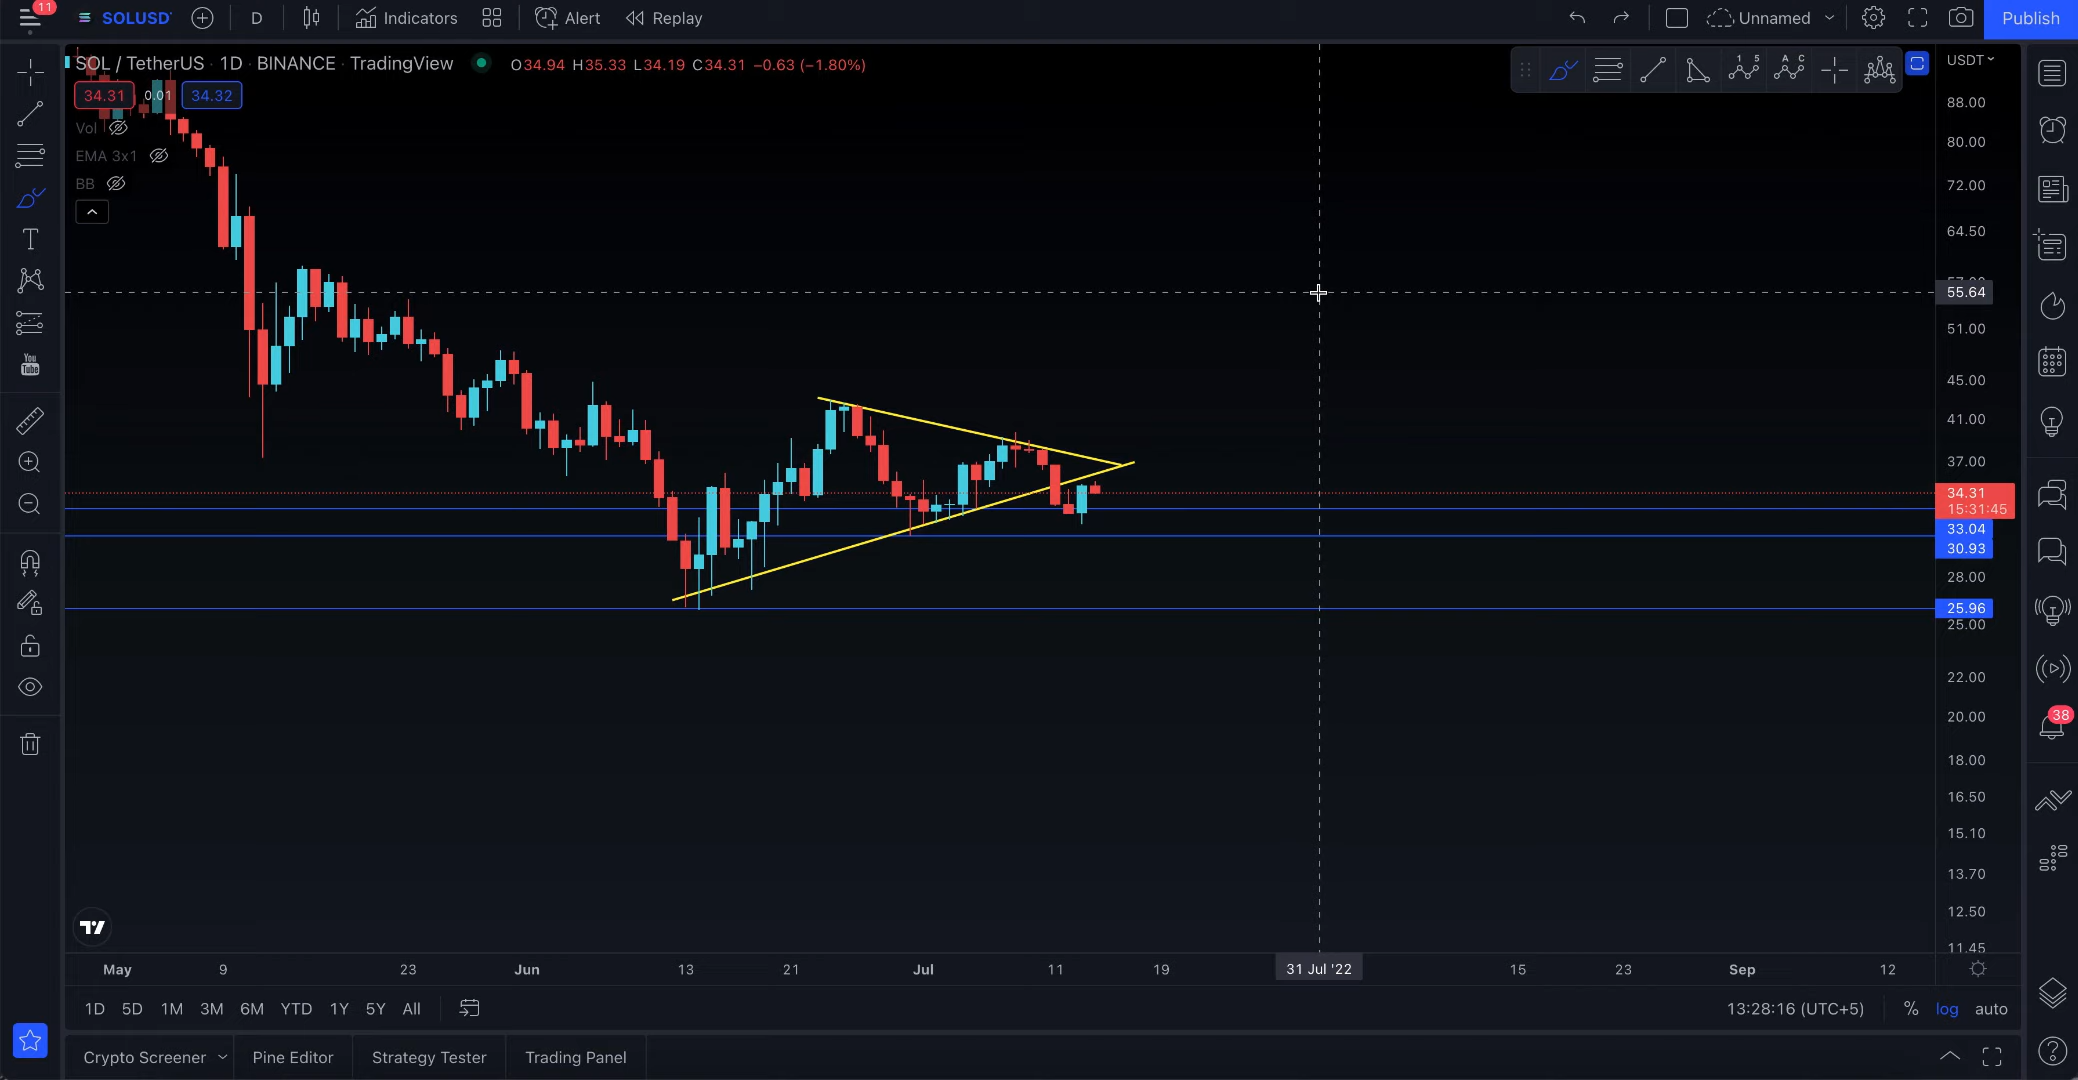 11
SOLUSD
D
Indicators
Alert
Replay
Unnamed
Publish
SOL / TetherUS · 1D · BINANCE · TradingView
O34.94 H35.33 L34.19 C34.31 −0.63 (−1.80%)
34.31 0.01 34.32
Vol
EMA 3x1
BB
T
You
Tube
1 5
A C
USDT
88.00
80.00
72.00
64.50
55.64
51.00
45.00
41.00
37.00
34.31
15:31:45
33.04
30.93
28.00
25.96
25.00
22.00
20.00
18.00
16.50
15.10
13.70
12.50
11.45
38
May 9 23 Jun 13 21 Jul 11 19 31 Jul '22 15 23 Sep 12
1D 5D 1M 3M 6M YTD 1Y 5Y All
13:28:16 (UTC+5) % log auto
Crypto Screener Pine Editor Strategy Tester Trading Panel